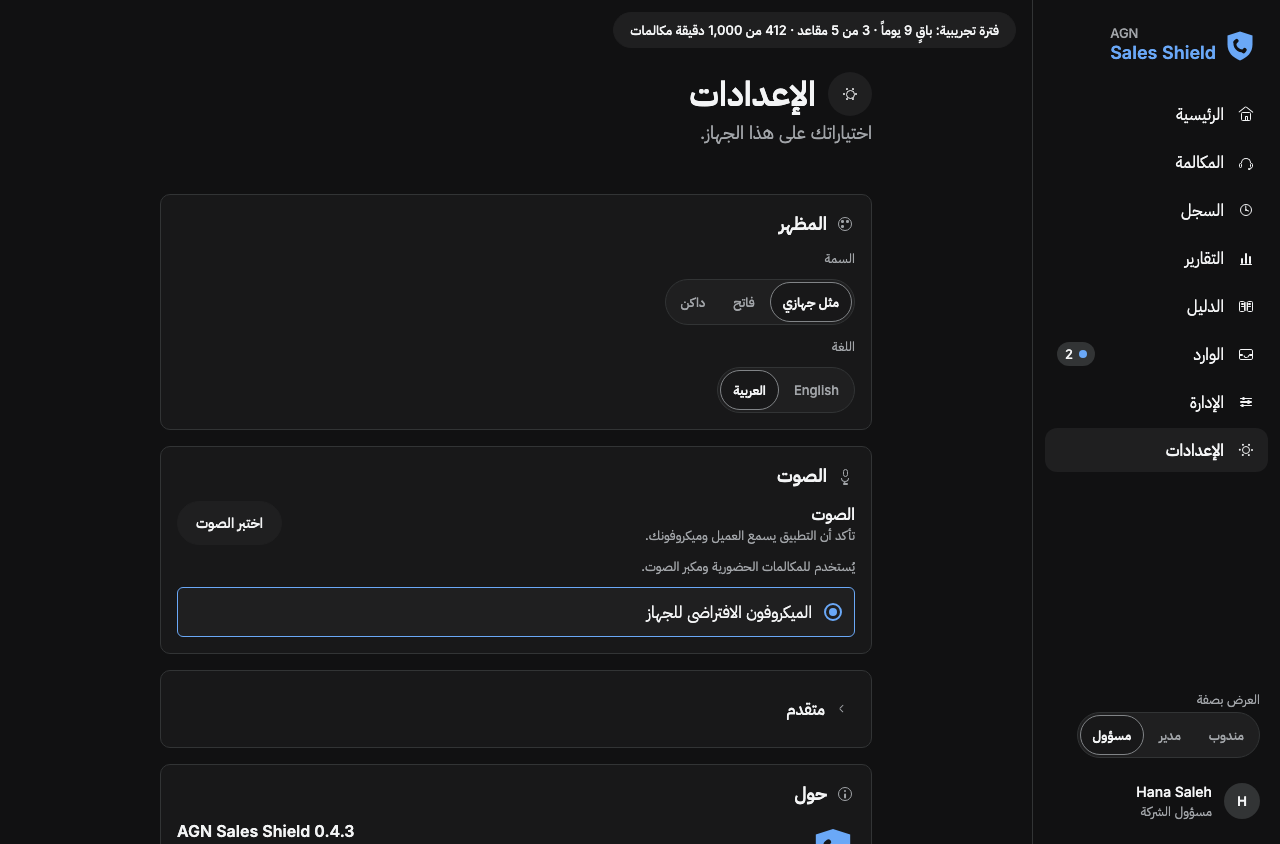 AGN
Sales Shield
الرئيسية
المكالمة
السجل
التقارير
الدليل
الوارد
2
الإدارة
الإعدادات
العرض بصفة
مندوب
مدير
مسؤول
H
Hana Saleh
مسؤول الشركة
فترة تجريبية: باقٍ 9 يوماً · 3 من 5 مقاعد · 412 من 1,000 دقيقة مكالمات
الإعدادات
اختياراتك على هذا الجهاز.
المظهر
السمة
مثل جهازي
فاتح
داكن
اللغة
English
العربية
الصوت
الصوت
اختبر الصوت
تأكد أن التطبيق يسمع العميل وميكروفونك.
يُستخدم للمكالمات الحضورية ومكبر الصوت.
الميكروفون الافتراضي للجهاز
متقدم
حول
AGN Sales Shield 0.4.3